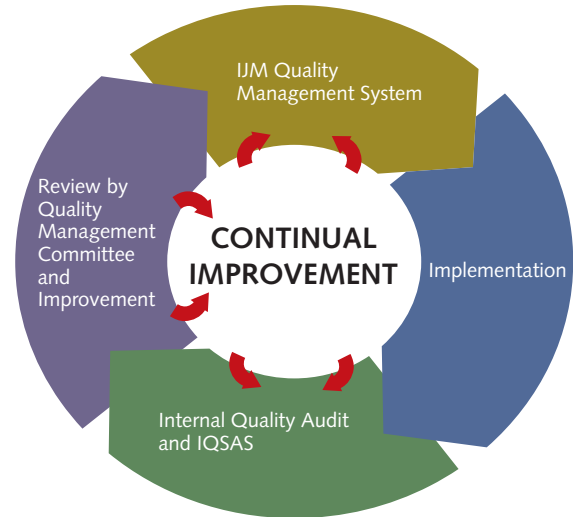 IJM Quality
Management System
Implementation
Internal Quality Audit
and IQSAS
Review by
Quality
Management
Committee
and
Improvement
CONTINUAL
IMPROVEMENT